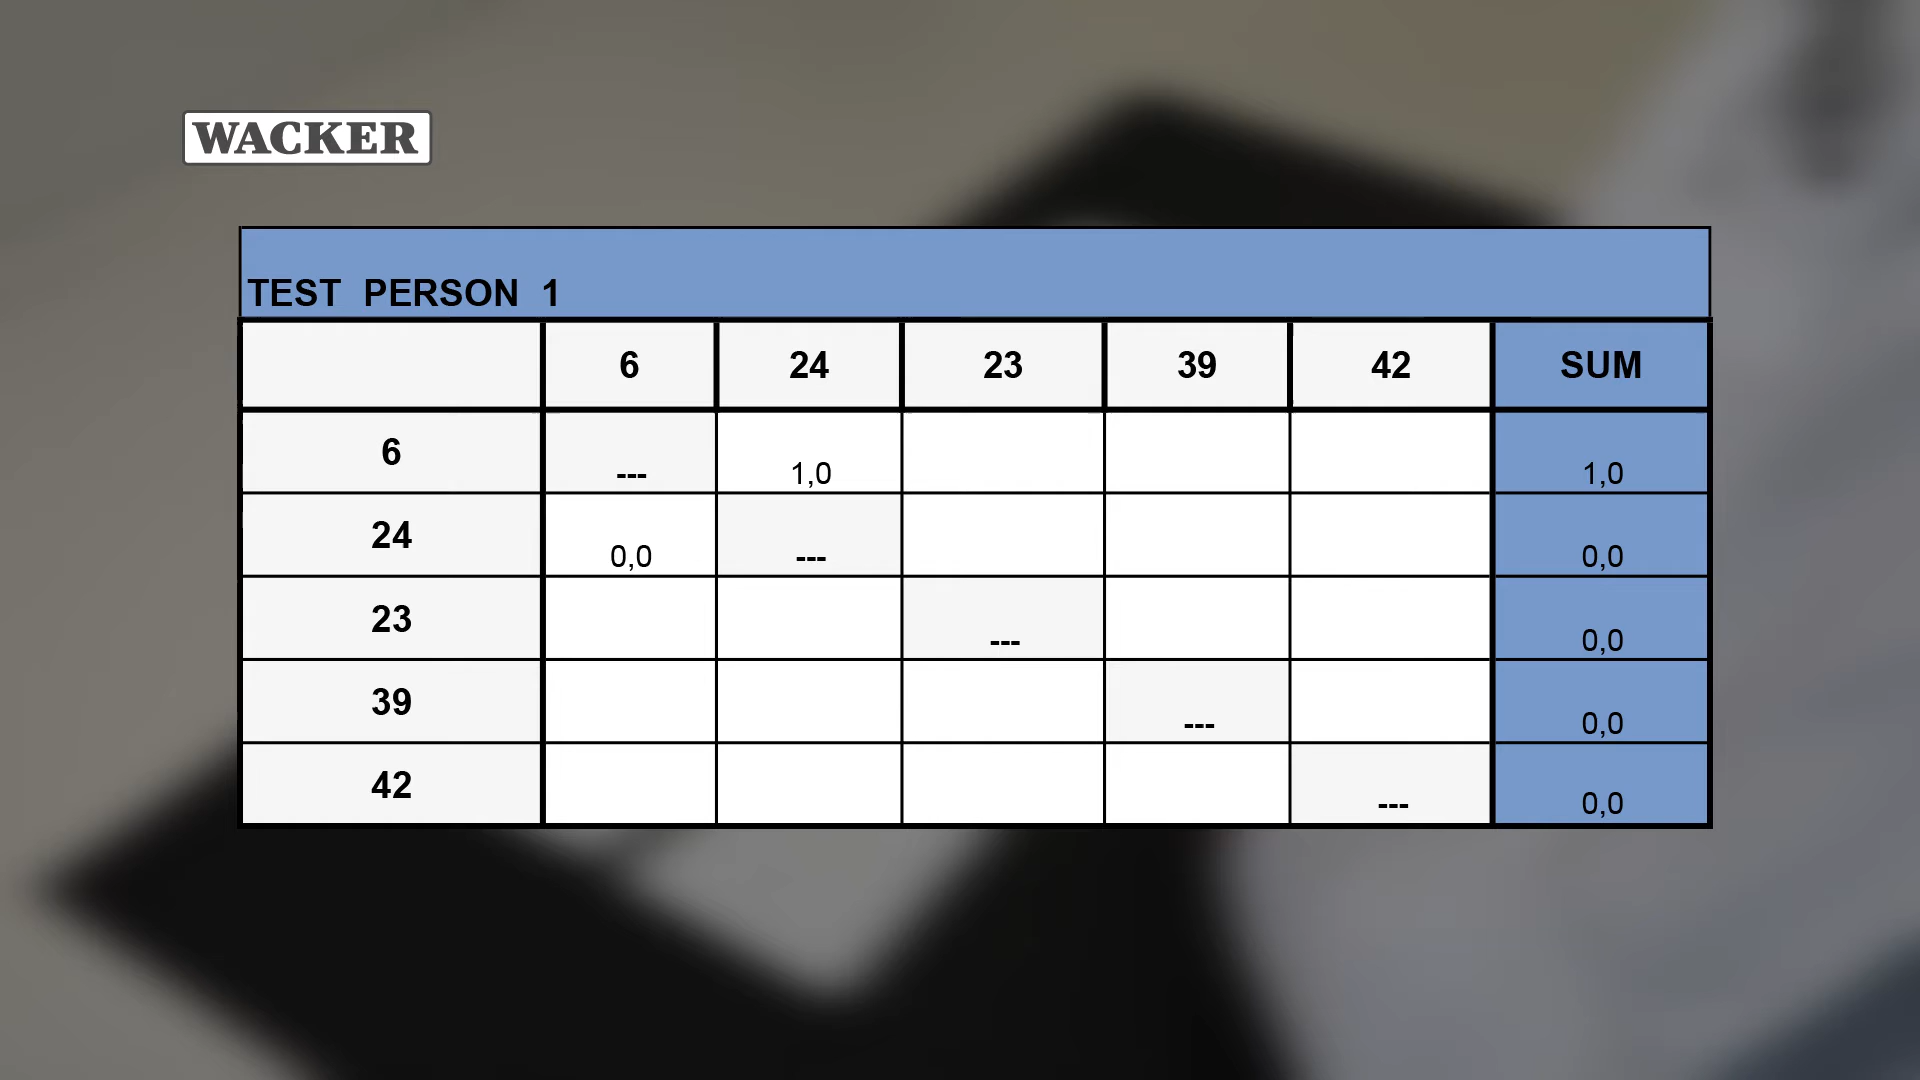 WACKER
TEST PERSON 1
6 24 23 39 42 SUM
6 --- 1,0 1,0
24 0,0 --- 0,0
23 --- 0,0
39 --- 0,0
42 --- 0,0